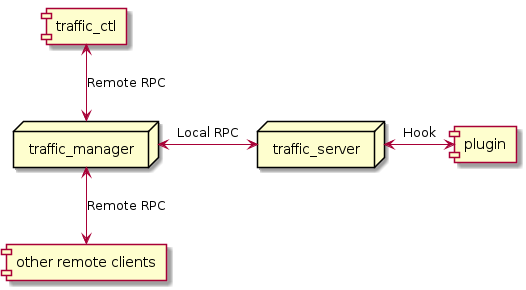 traffic_ctl
Remote RPC
traffic_manager
Local RPC
traffic_server
Hook
plugin
Remote RPC
other remote clients